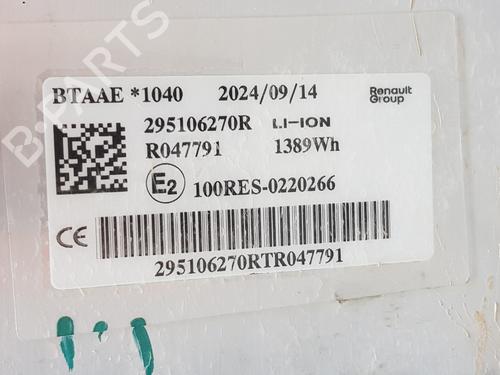 B-PARTS
BTAAE *1040 2024/09/14 Renault Group
295106270R LI-ION
R047791 1389Wh
E2 100RES-0220266
CE
295106270RTR047791